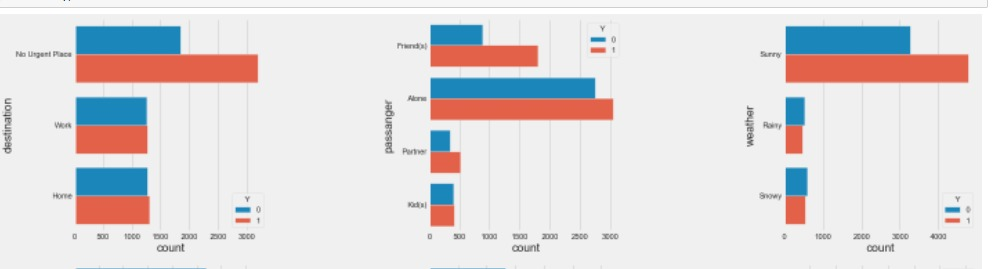 destination
No Urgent Place
Work
Home
Y
0
1
0 500 1000 1500 2000 2500 3000
count
passanger
Friend(s)
Alone
Partner
Kid(s)
Y
0
1
0 500 1000 1500 2000 2500 3000
count
weather
Sunny
Rainy
Snowy
Y
0
1
0 1000 2000 3000 4000
count